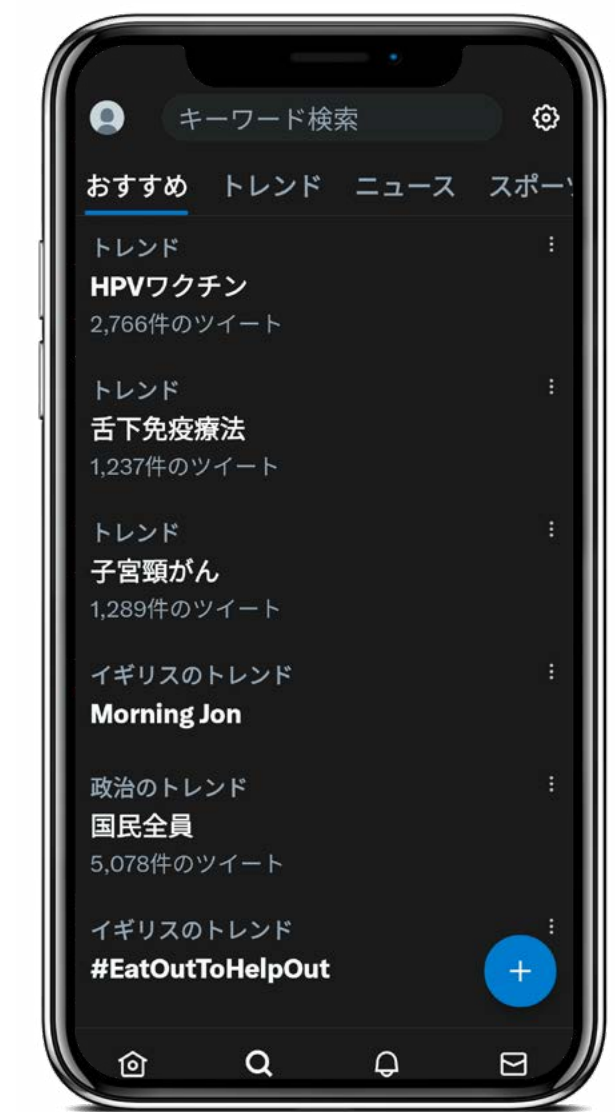 キーワード検索
おすすめ トレンド ニュース スポーツ
トレンド
HPVワクチン
2,766件のツイート
トレンド
舌下免疫療法
1,237件のツイート
トレンド
子宮頸がん
1,289件のツイート
イギリスのトレンド
Morning Jon
政治のトレンド
国民全員
5,078件のツイート
イギリスのトレンド
#EatOutToHelpOut